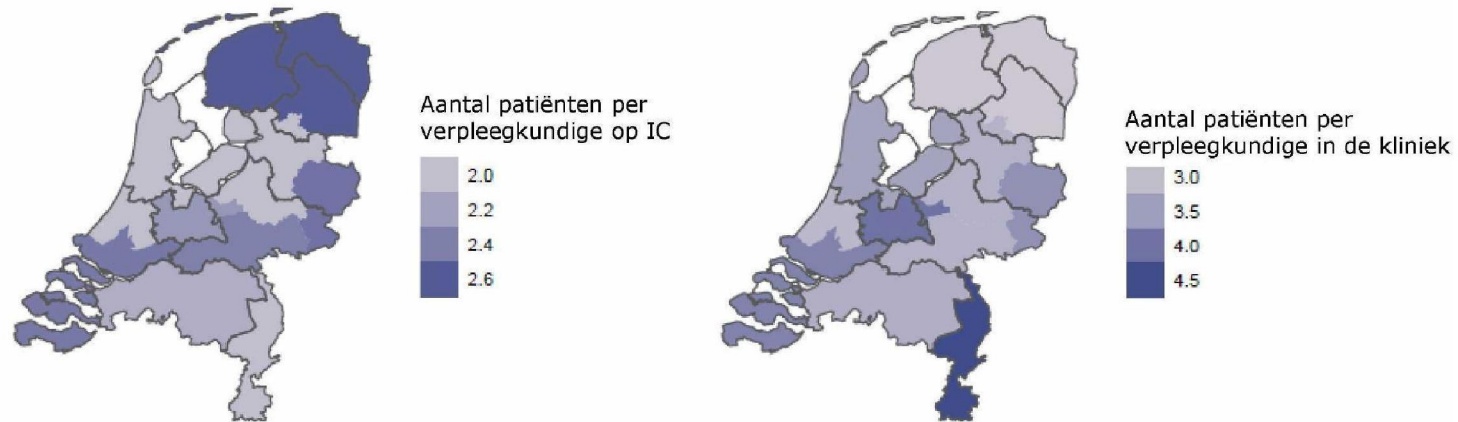 Aantal patiënten per
verpleegkundige op IC
2.0
2.2
2.4
2.6
Aantal patiënten per
verpleegkundige in de kliniek
3.0
3.5
4.0
4.5